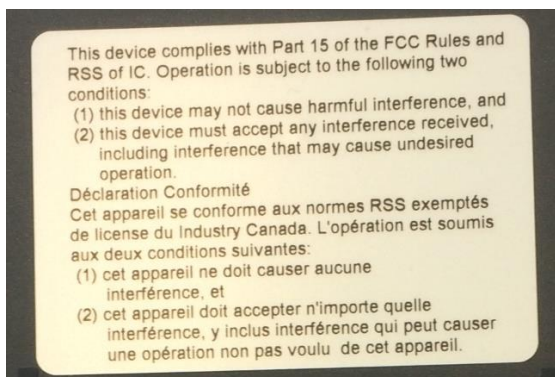 This device complies with Part 15 of the FCC Rules and
RSS of IC. Operation is subject to the following two
conditions:
(1) this device may not cause harmful interference, and
(2) this device must accept any interference received,
including interference that may cause undesired
operation.
Déclaration Conformité
Cet appareil se conforme aux normes RSS exemptés
de license du Industry Canada. L'opération est soumis
aux deux conditions suivantes:
(1) cet appareil ne doit causer aucune
interférence, et
(2) cet appareil doit accepter n'importe quelle
interférence, y inclus interférence qui peut causer
une opération non pas voulu de cet appareil.